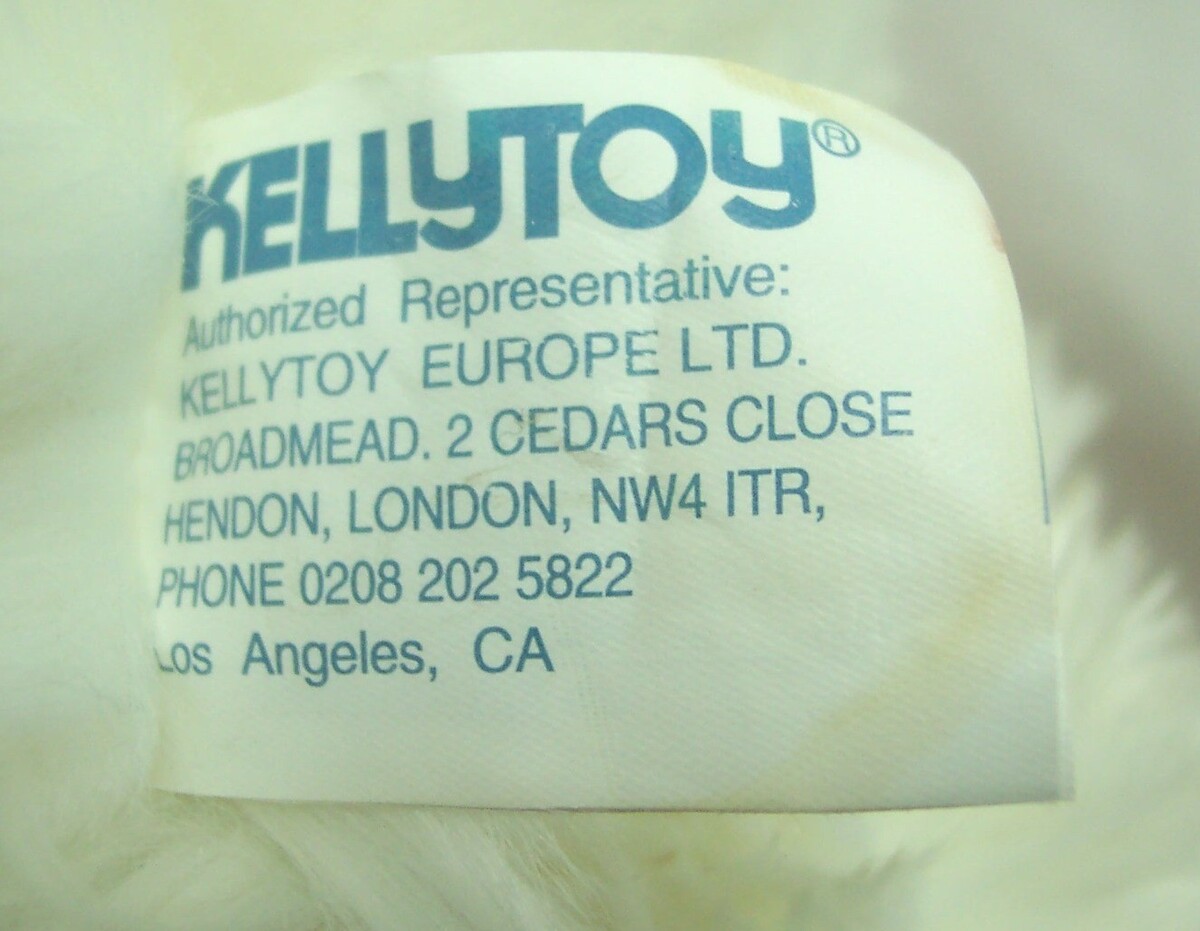 KELLYTOY®
Authorized Representative:
KELLYTOY EUROPE LTD.
BROADMEAD. 2 CEDARS CLOSE
HENDON, LONDON, NW4 ITR,
PHONE 0208 202 5822
Los Angeles, CA